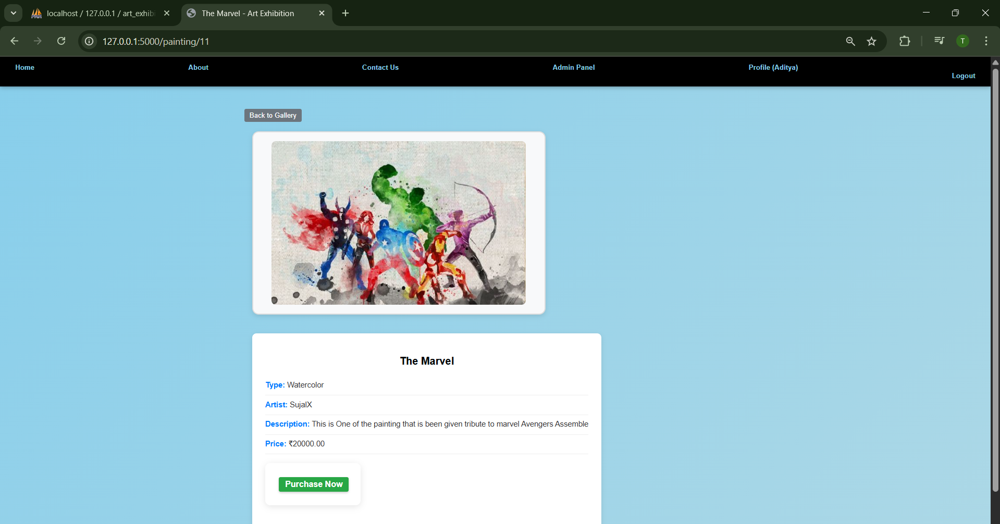 localhost / 127.0.0.1 / art_exhibi
The Marvel - Art Exhibition
127.0.0.1:5000/painting/11
T
Home About Contact Us Admin Panel Profile (Aditya)
Logout
Back to Gallery
A
The Marvel
Type: Watercolor
Artist: SujalX
Description: This is One of the painting that is been given tribute to marvel Avengers Assemble
Price: ₹20000.00
Purchase Now